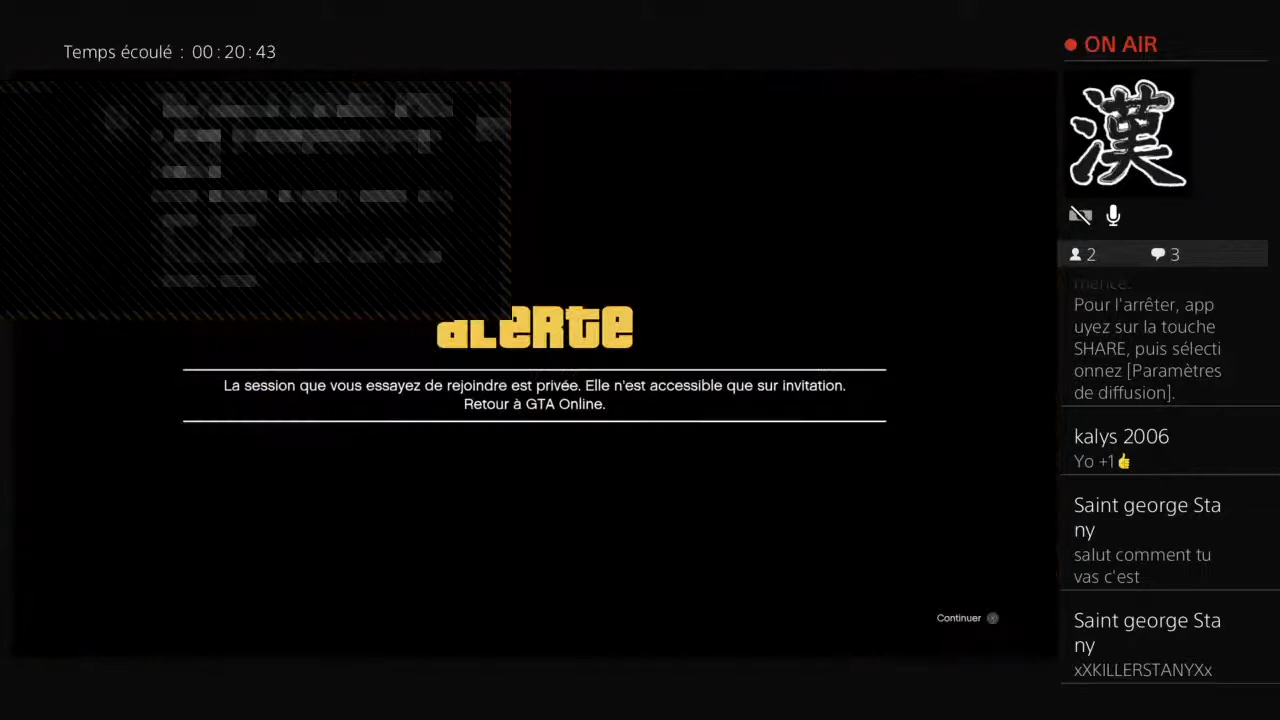 Temps écoulé : 00:20:43
ON AIR
漢
2 3
mence.
Pour l'arrêter, app
uyez sur la touche
SHARE, puis sélecti
onnez [Paramètres
de diffusion].
kalys 2006
Yo +1👍
Saint george Sta
ny
salut comment tu
vas c'est
Saint george Sta
ny
xXKILLERSTANYXx
alerte
La session que vous essayez de rejoindre est privée. Elle n'est accessible que sur invitation.
Retour à GTA Online.
Continuer